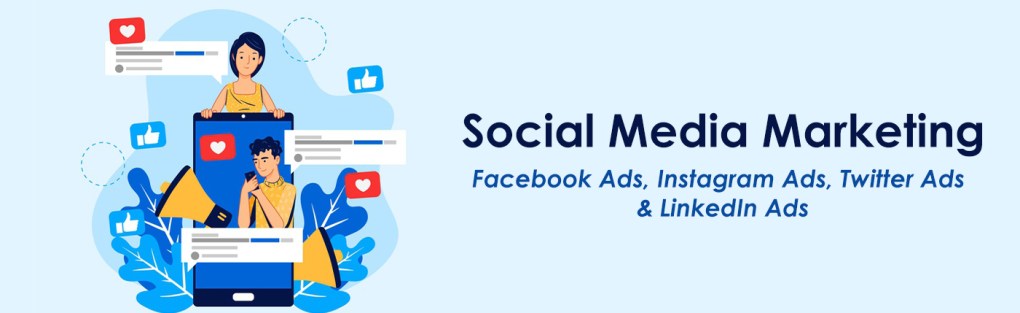 Social Media Marketing
Facebook Ads, Instagram Ads, Twitter Ads
& LinkedIn Ads